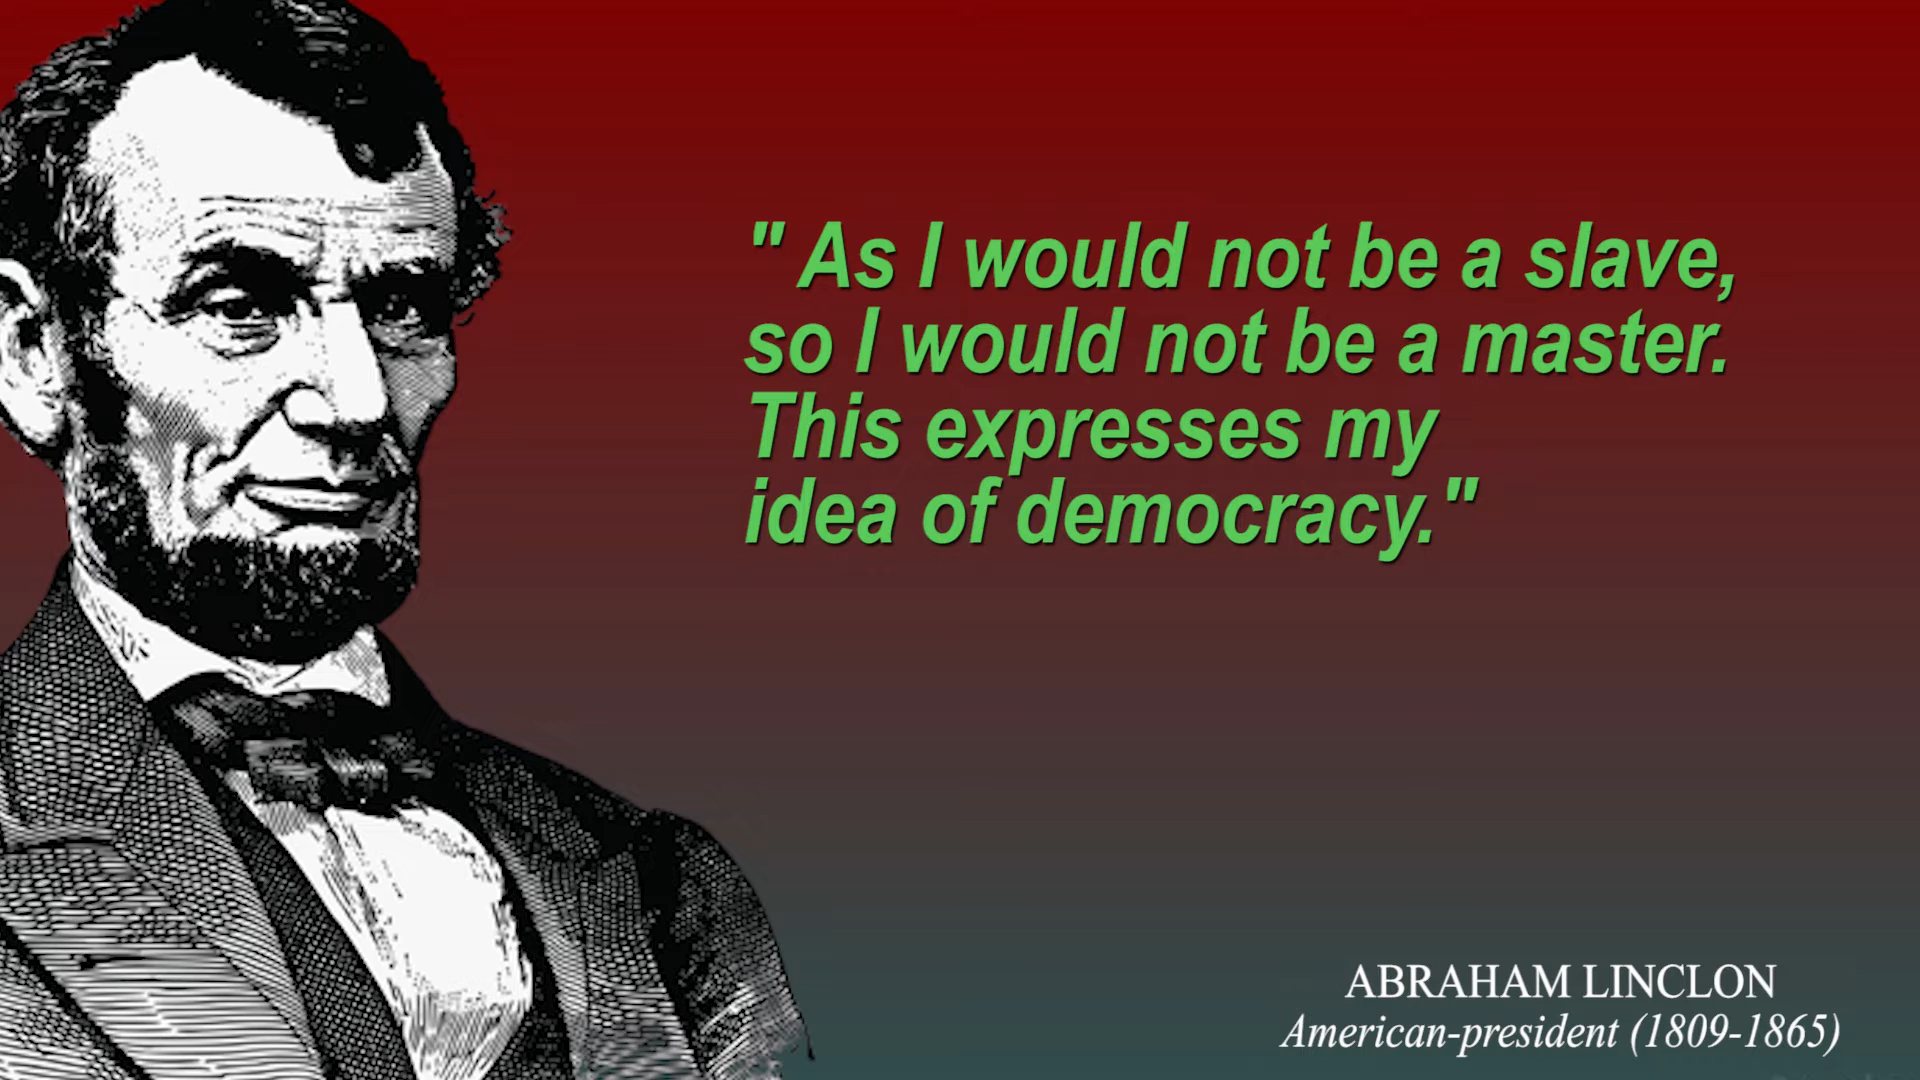 " As I would not be a slave,
so I would not be a master.
This expresses my
idea of democracy."
ABRAHAM LINCLON
American-president (1809-1865)